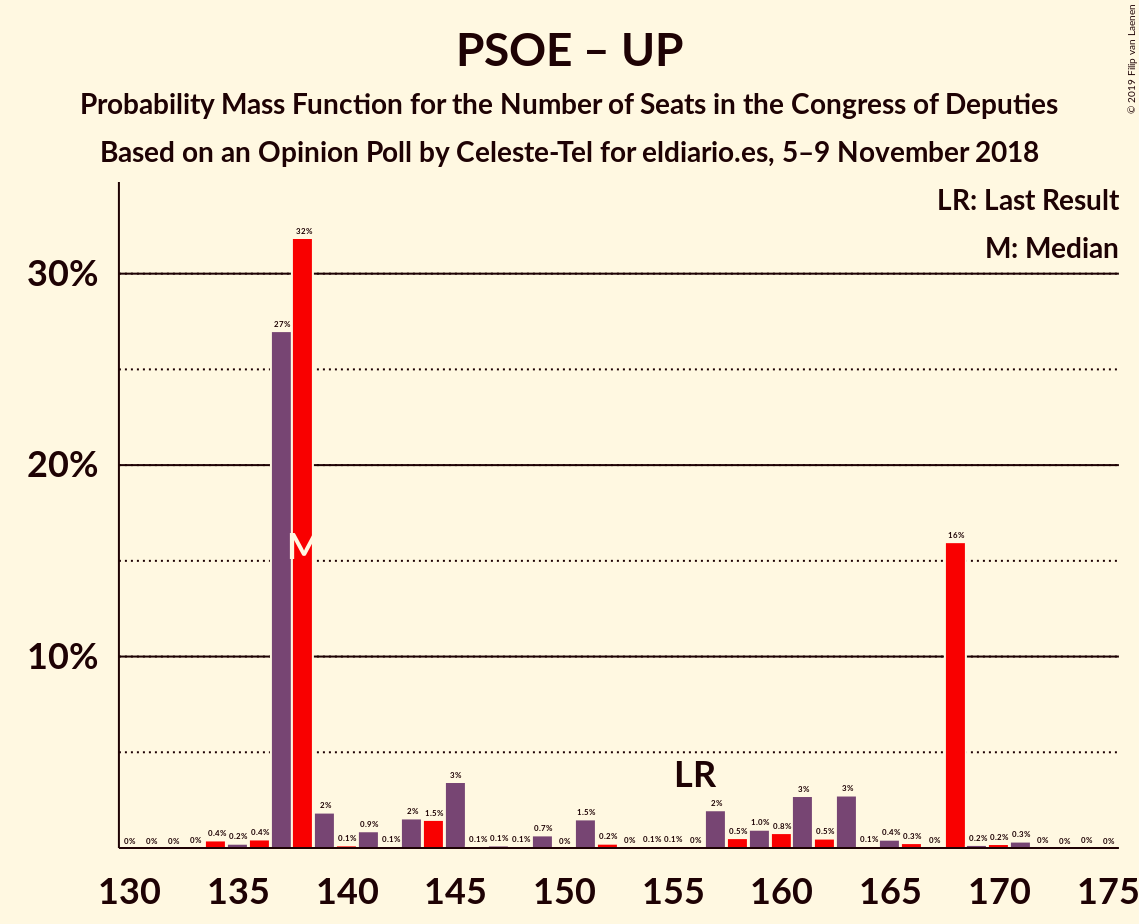 PSOE – UP
Probability Mass Function for the Number of Seats in the Congress of Deputies
Based on an Opinion Poll by Celeste-Tel for eldiario.es, 5–9 November 2018
© 2019 Filip van Laenen
LR: Last Result
M: Median
30%
20%
10%
0% 0% 0% 0% 0.4% 0.2% 0.4% 27% 32% 2% 0.1% 0.9% 0.1% 2% 1.5% 3% 0.1% 0.1% 0.1% 0.7% 0% 1.5% 0.2% 0% 0.1% 0.1% 0% 2% 0.5% 1.0% 0.8% 3% 0.5% 3% 0.1% 0.4% 0.3% 0% 16% 0.2% 0.2% 0.3% 0% 0% 0% 0%
M
LR
130 135 140 145 150 155 160 165 170 175